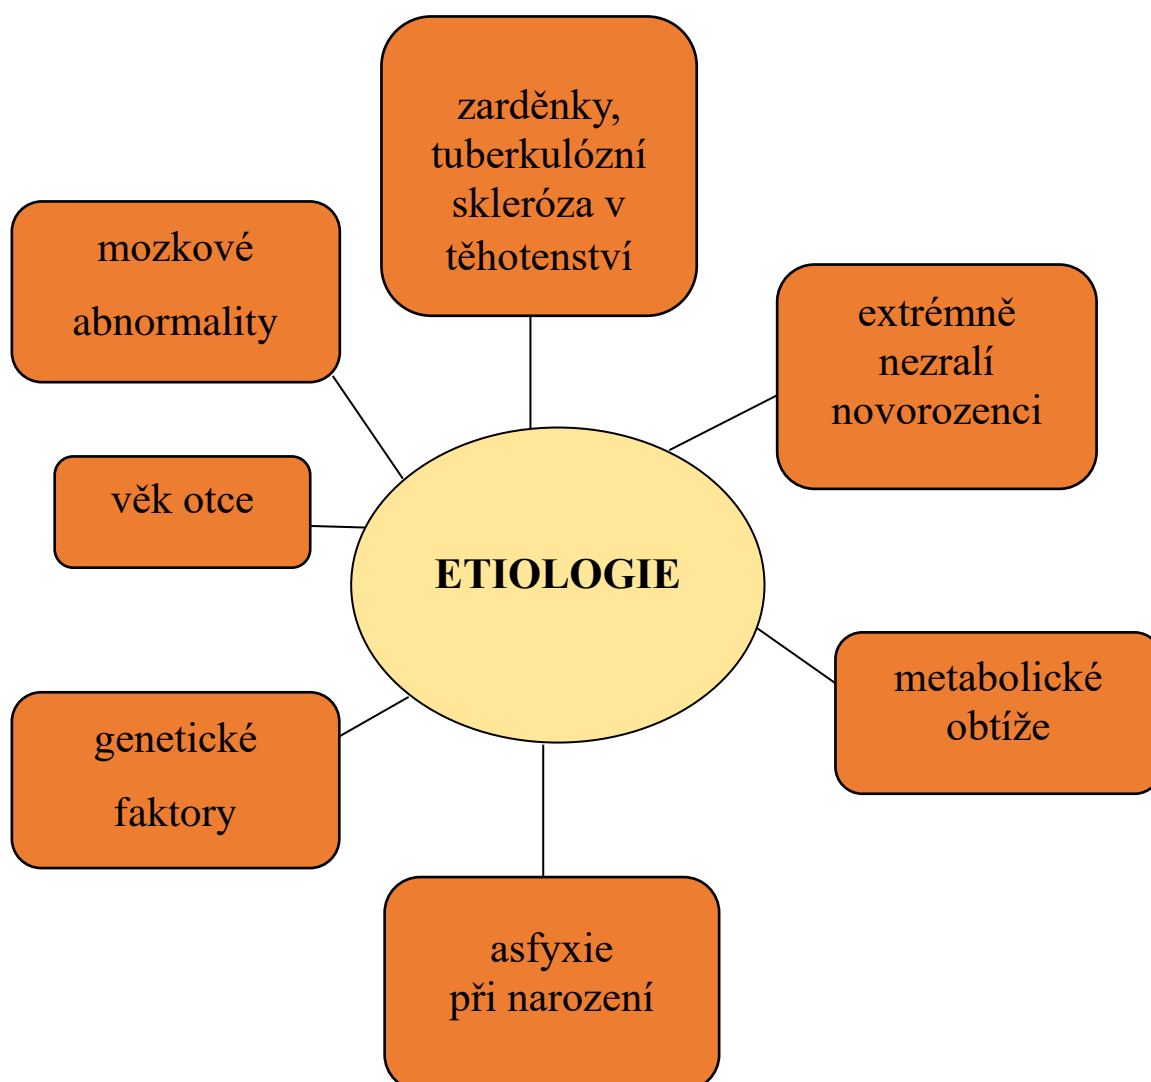 zarděnky,
tuberkulózní
skleróza v
těhotenství
mozkové
abnormality
extrémně
nezralí
novorozenci
věk otce
ETIOLOGIE
metabolické
obtíže
genetické
faktory
asfyxie
při narození